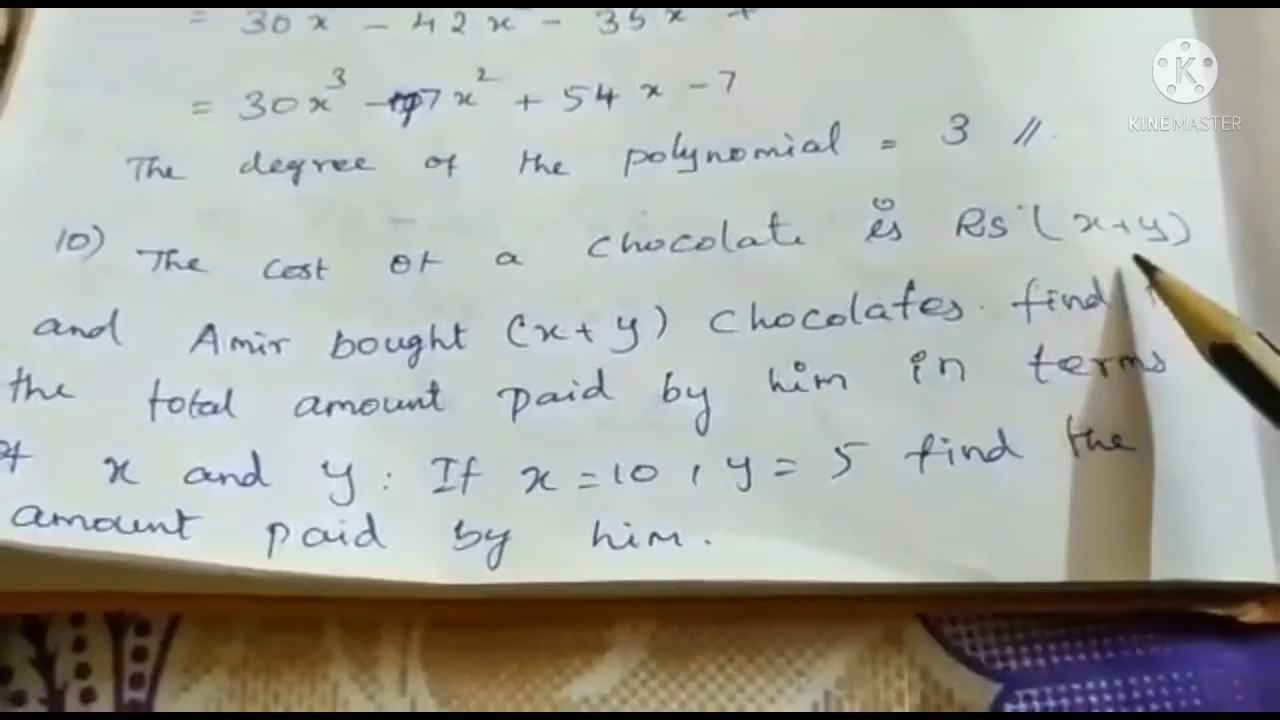 = 30x - 42x - 35x +
= 30x³ - 77x² + 54x - 7
The degree of the polynomial = 3 //.
10) The cost of a chocolate is Rs (x+y)
and Amir bought (x+y) chocolates. find
the total amount paid by him in terms
of x and y. If x = 10, y = 5 find the
amount paid by him.
K
KINEMASTER